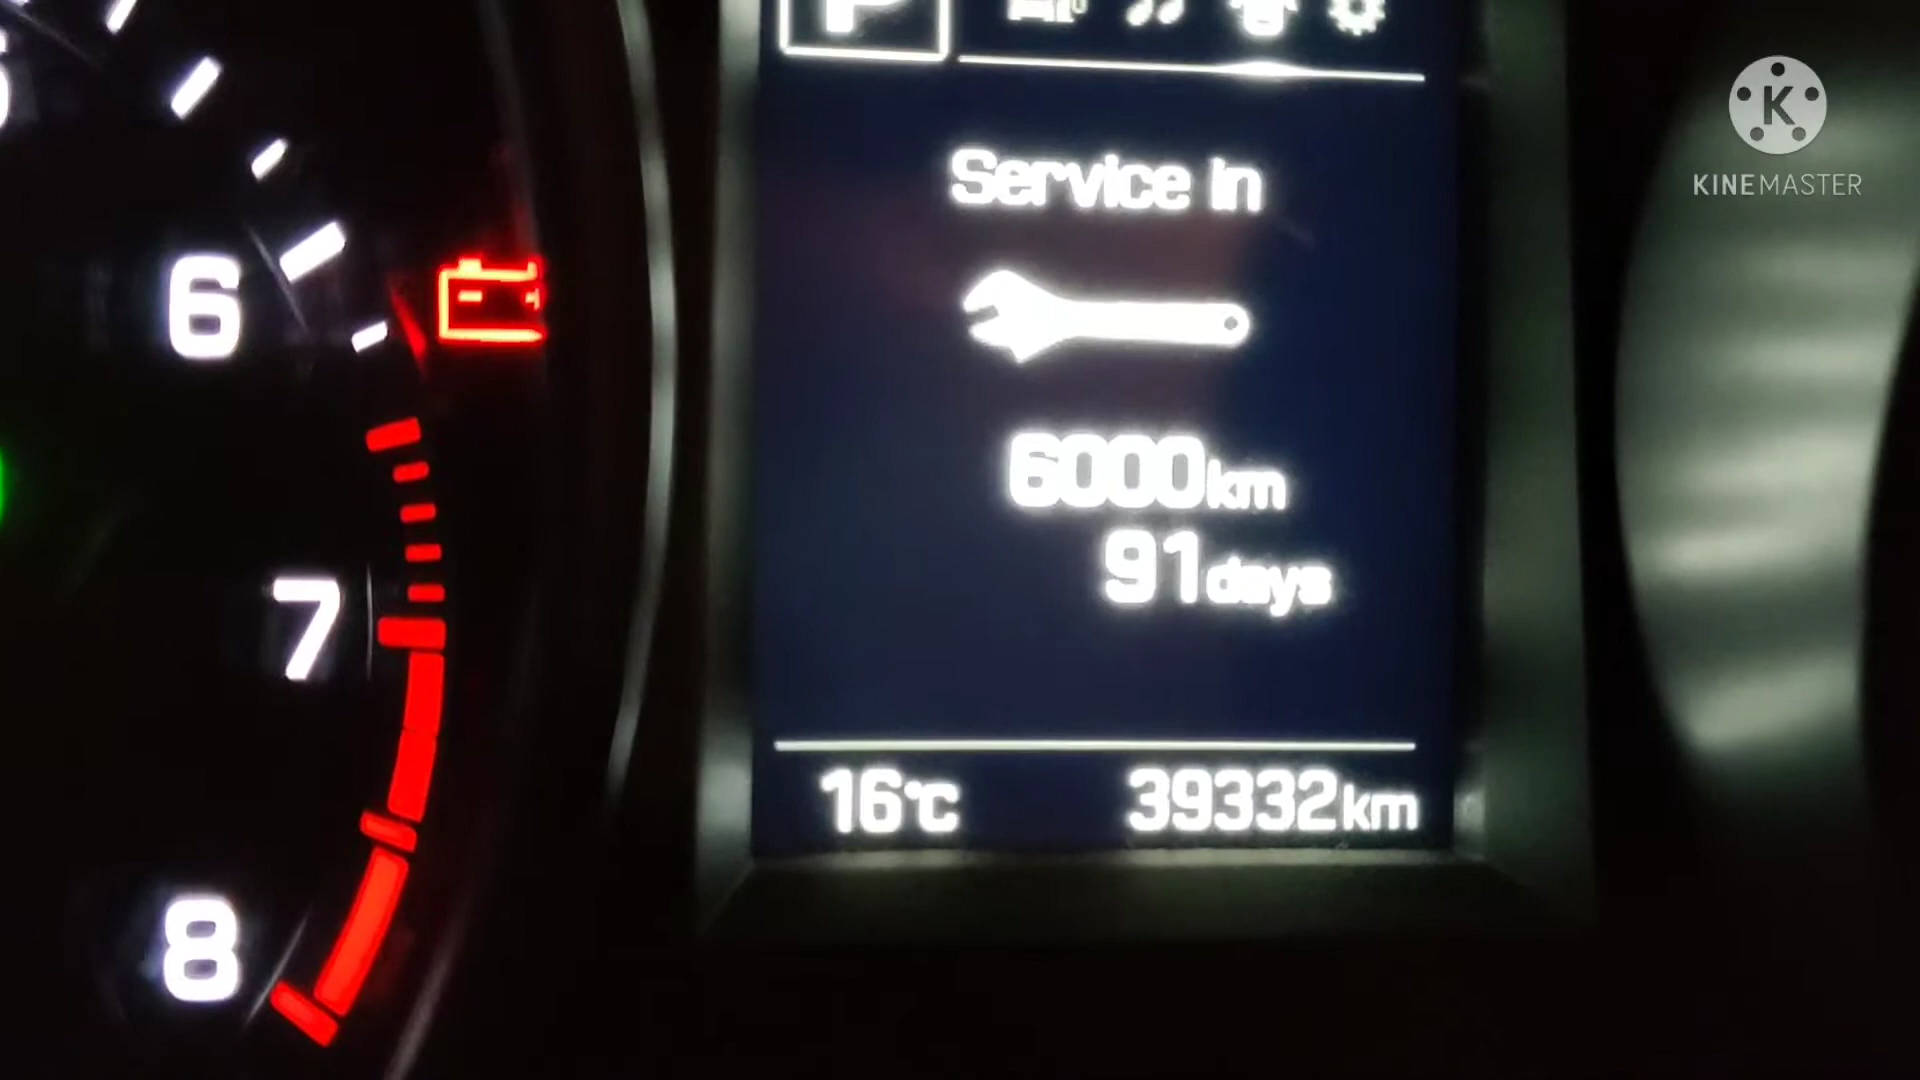 P
K
KINEMASTER
Service in
6
6000km
91days
7
16°C
39332km
8